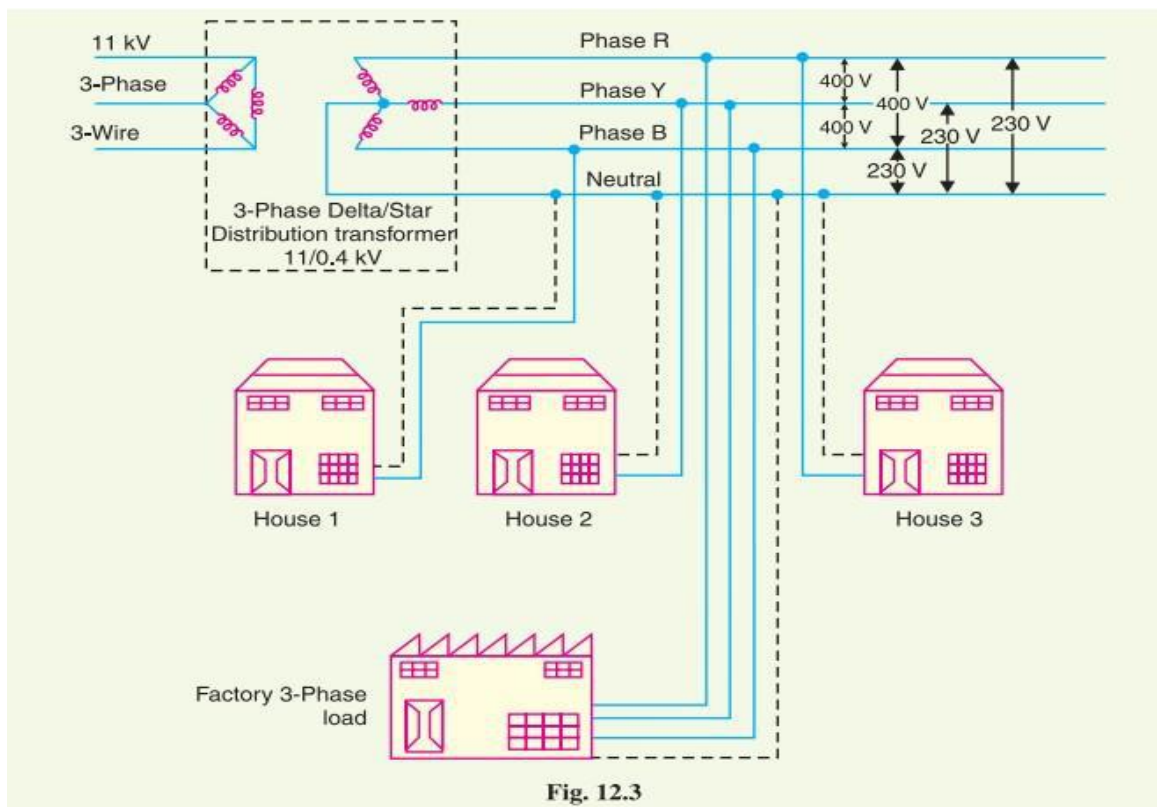 11 kV
3-Phase
3-Wire
3-Phase Delta/Star
Distribution transformer
11/0.4 kV
Phase R
Phase Y
Phase B
Neutral
400 V
400 V
400 V
230 V
230 V
230 V
House 1
House 2
House 3
Factory 3-Phase
load
Fig. 12.3